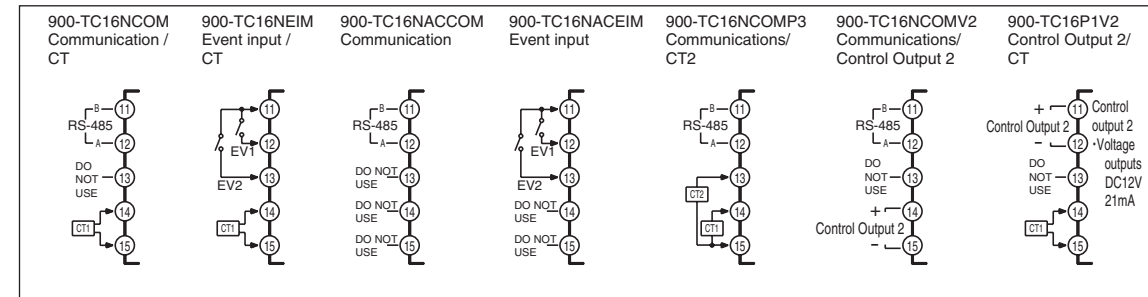 900-TC16NCOM
Communication /
CT
B
11
RS-485
A
12
DO
NOT
USE
13
14
CT1
15
900-TC16NEIM
Event input /
CT
11
12
EV1
EV2
13
14
CT1
15
900-TC16NACCOM
Communication
B
11
RS-485
A
12
DO NOT
USE
13
DO NOT
USE
14
DO NOT
USE
15
900-TC16NACEIM
Event input
11
12
EV1
EV2
13
DO NOT
USE
14
DO NOT
USE
15
900-TC16NCOMP3
Communications/
CT2
B
11
RS-485
A
12
13
CT2
14
CT1
15
900-TC16NCOMV2
Communications/
Control Output 2
B
11
RS-485
A
12
DO
NOT
USE
13
+
14
Control Output 2
−
15
900-TC16P1V2
Control Output 2/
CT
+
11
Control Output 2
−
12
Control
output 2
·Voltage
outputs
DC12V
21mA
DO
NOT
USE
13
14
CT1
15